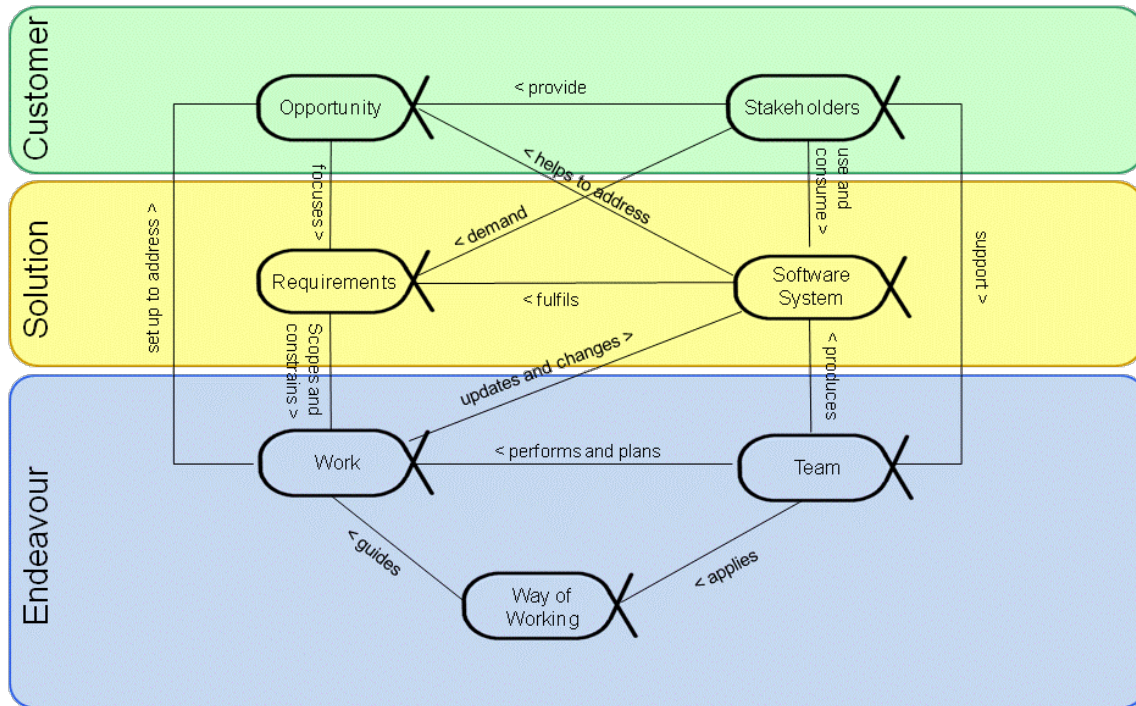 Customer
Opportunity
< provide
Stakeholders
focuses >
< helps to address
use and
consume >
< demand
set up to address <
support >
Solution
Requirements
< fulfils
Software
System
Scopes and
constrains >
updates and changes >
< produces
Endeavour
Work
< performs and plans
Team
< guides
< applies
Way of
Working